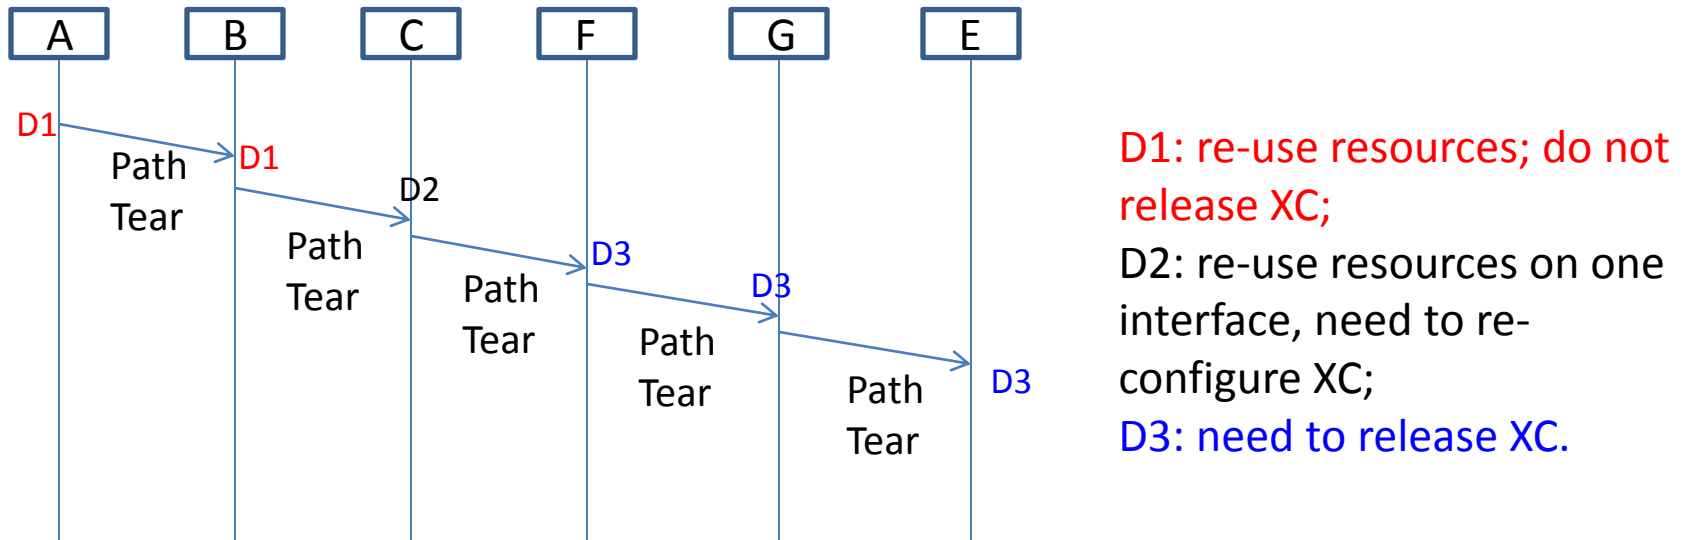 A B C F G E
D1
Path
Tear
D1
Path
Tear
D2
Path
Tear
D3
Path
Tear
D3
Path
Tear
D3
D1: re-use resources; do not
release XC;
D2: re-use resources on one
interface, need to re-
configure XC;
D3: need to release XC.